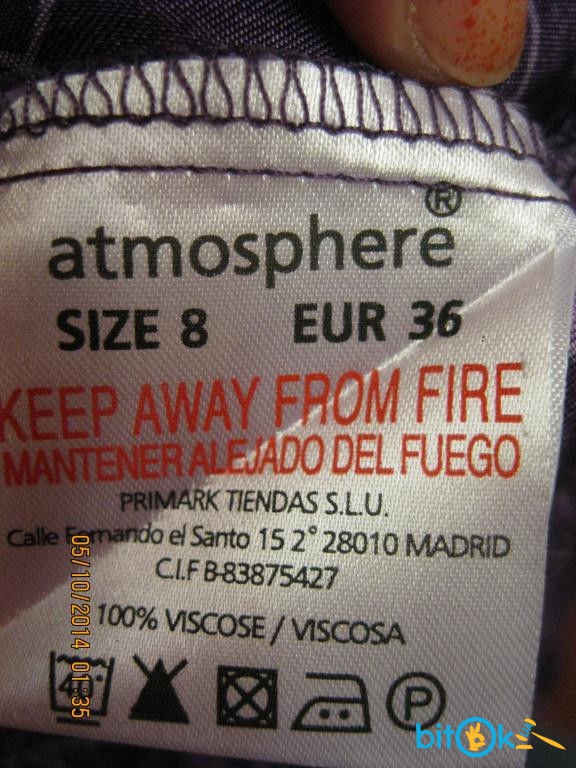 atmosphere®
SIZE 8 EUR 36
KEEP AWAY FROM FIRE
MANTENER ALEJADO DEL FUEGO
PRIMARK TIENDAS S.L.U.
Calle Fernando el Santo 15 2° 28010 MADRID
C.I.F B-83875427
100% VISCOSE / VISCOSA
40
P
05/10/2014 01:35
bitOk